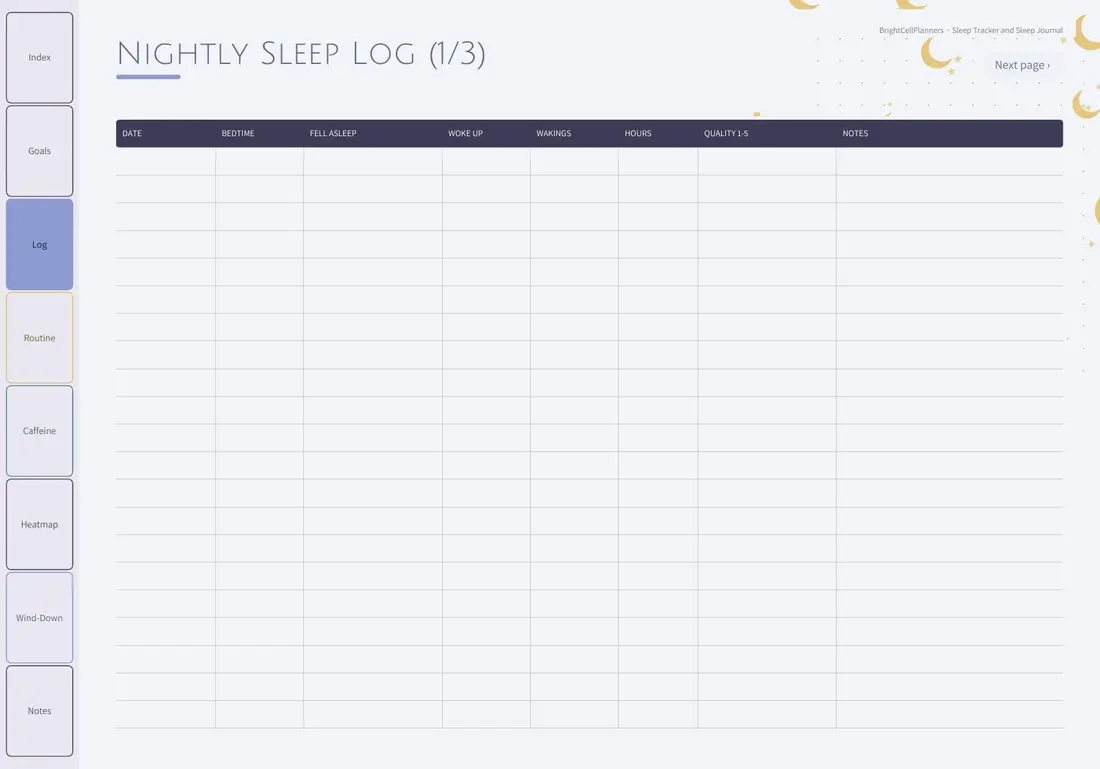 BrightCellPlanners - Sleep Tracker and Sleep Journal
Nightly Sleep Log (1/3)
Next page ›
DATE BEDTIME FELL ASLEEP WOKE UP WAKINGS HOURS QUALITY 1-5 NOTES
Index
Goals
Log
Routine
Caffeine
Heatmap
Wind-Down
Notes